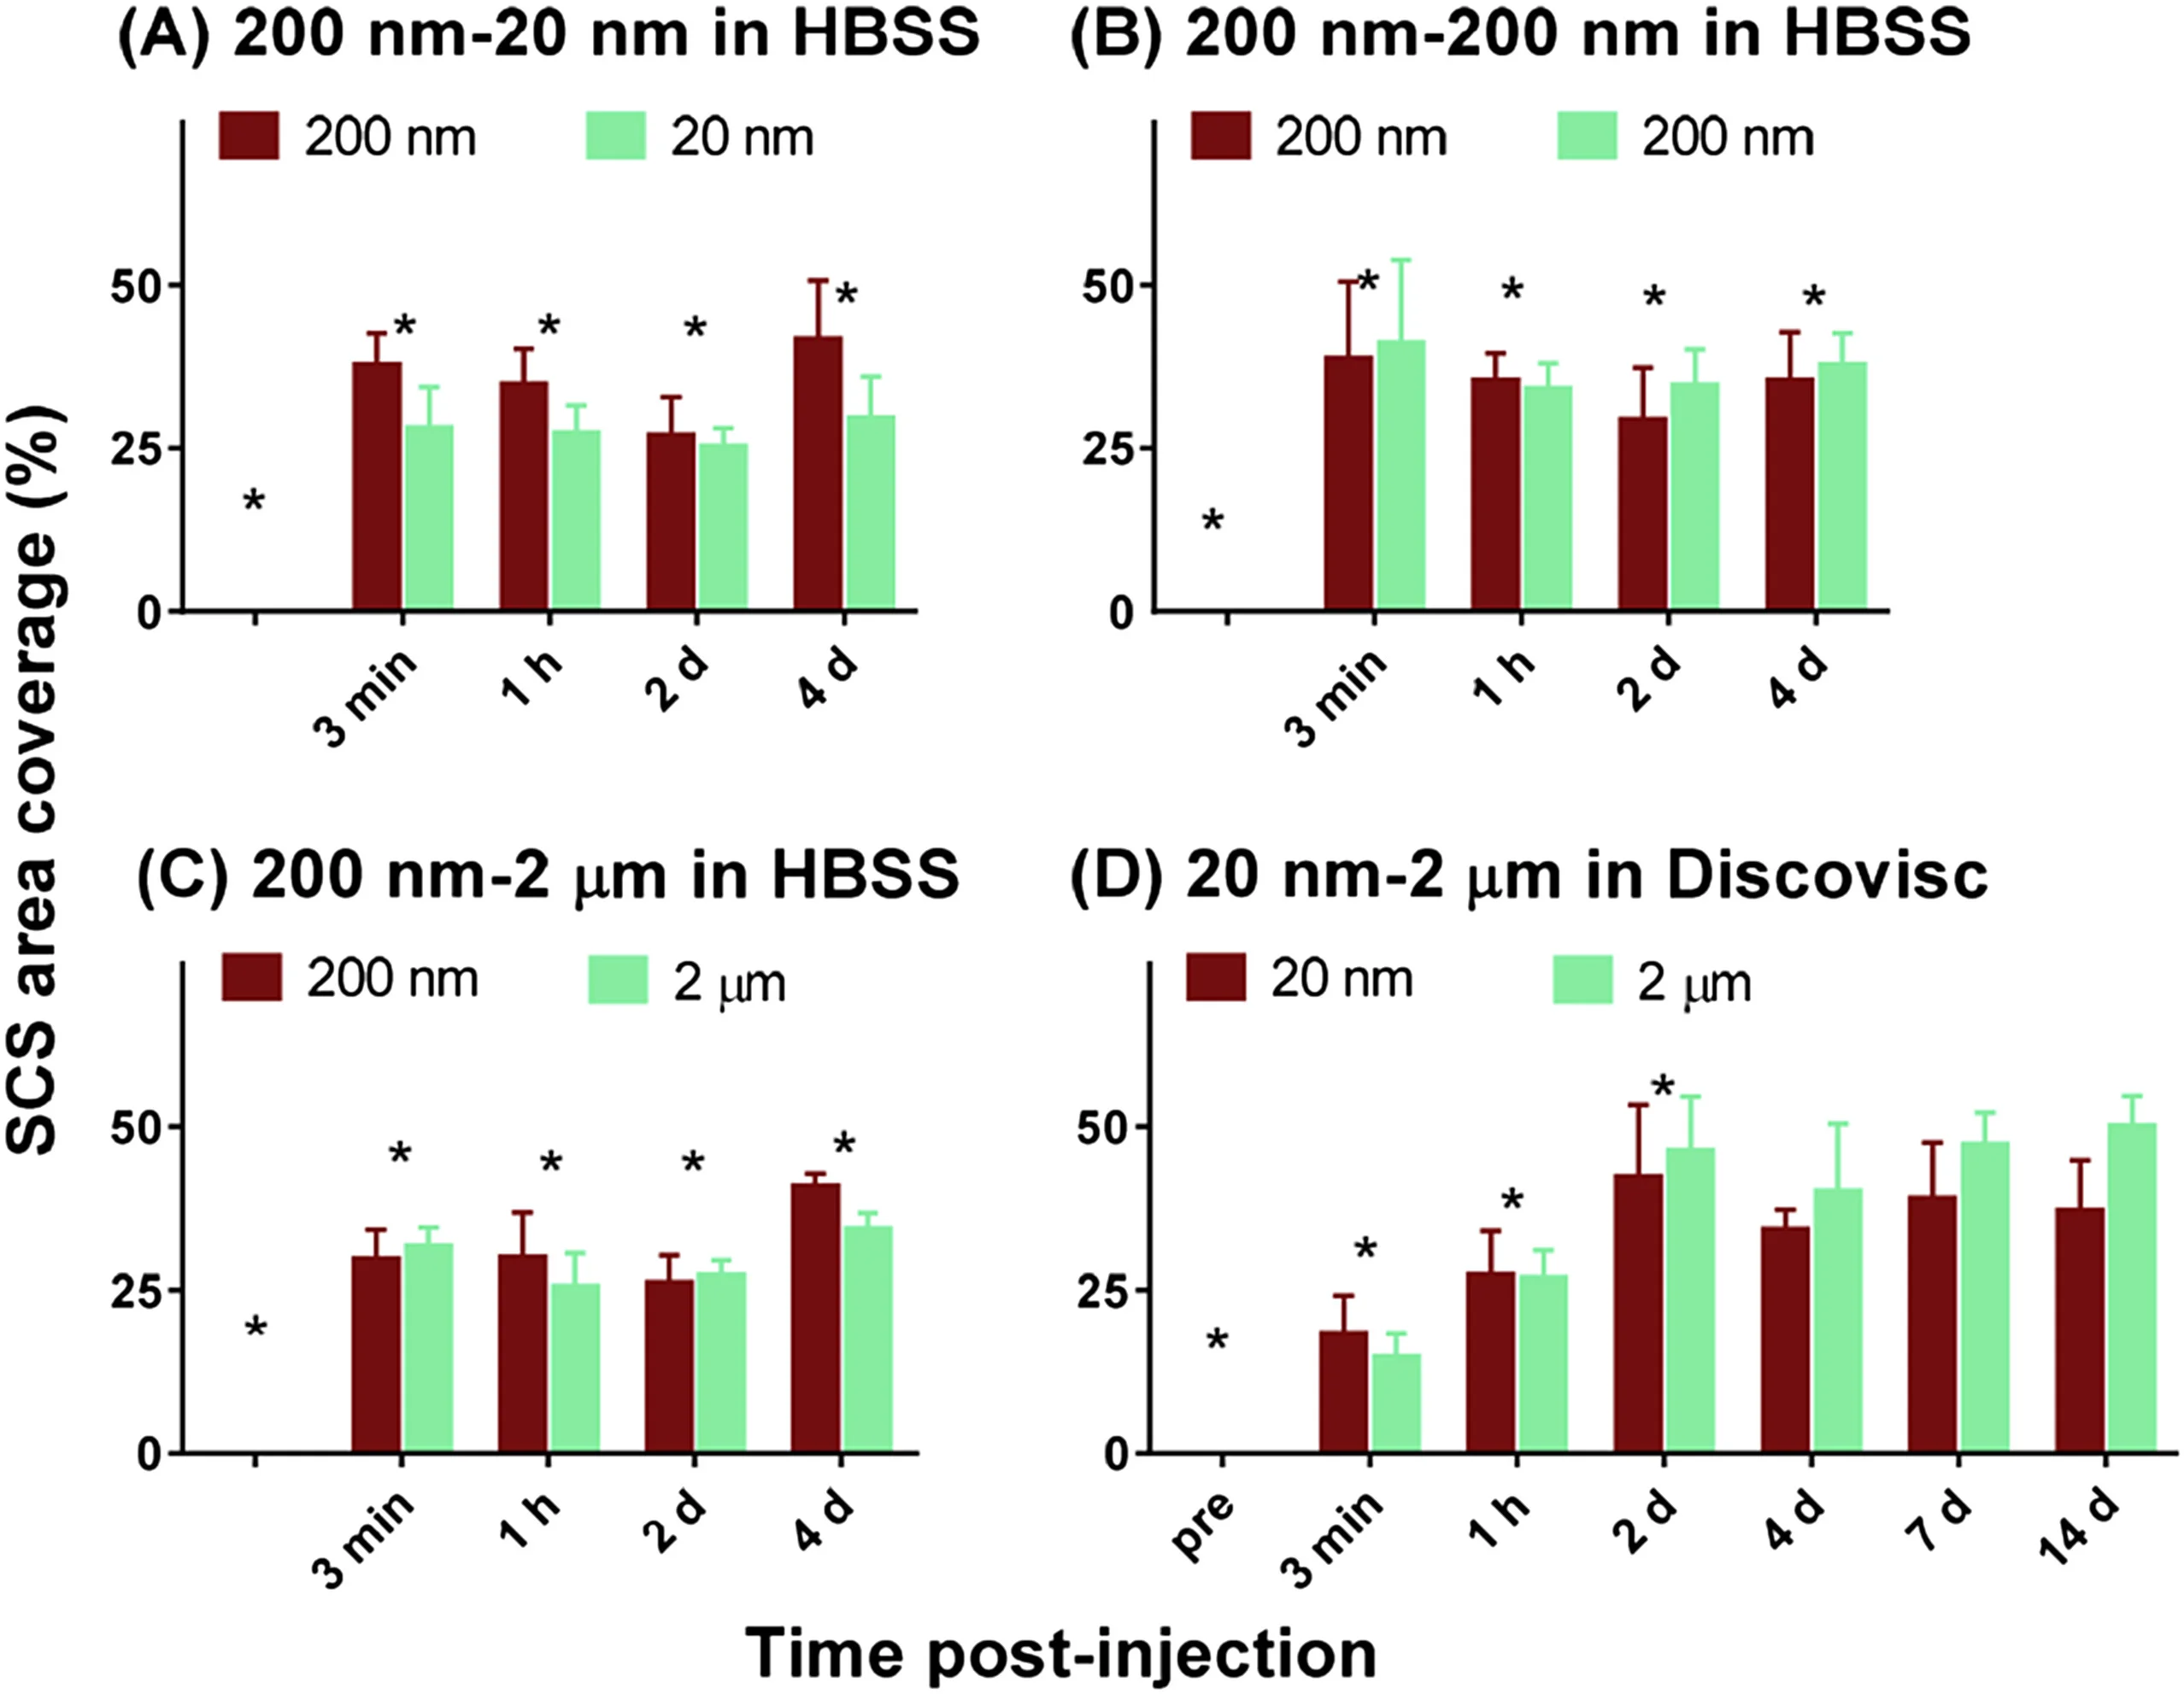 (A) 200 nm-20 nm in HBSS
200 nm 20 nm
50
25
0
* * * * *
3 min 1 h 2 d 4 d
(B) 200 nm-200 nm in HBSS
200 nm 200 nm
50
25
0
* * * * *
3 min 1 h 2 d 4 d
SCS area coverage (%)
(C) 200 nm-2 μm in HBSS
200 nm 2 μm
50
25
0
* * * * *
3 min 1 h 2 d 4 d
(D) 20 nm-2 μm in Discovisc
20 nm 2 μm
50
25
0
* * * *
pre 3 min 1 h 2 d 4 d 7 d 14 d
Time post-injection